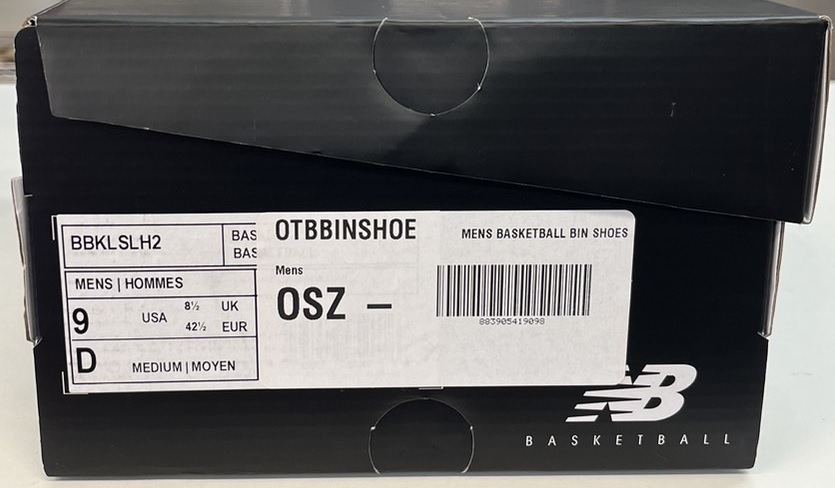 BBKLSLH2
BAS
BAS
MENS | HOMMES
9 USA 8½ UK
42½ EUR
D MEDIUM | MOYEN
OTBBINSHOE MENS BASKETBALL BIN SHOES
Mens
OSZ –
883905419098
NB
BASKETBALL